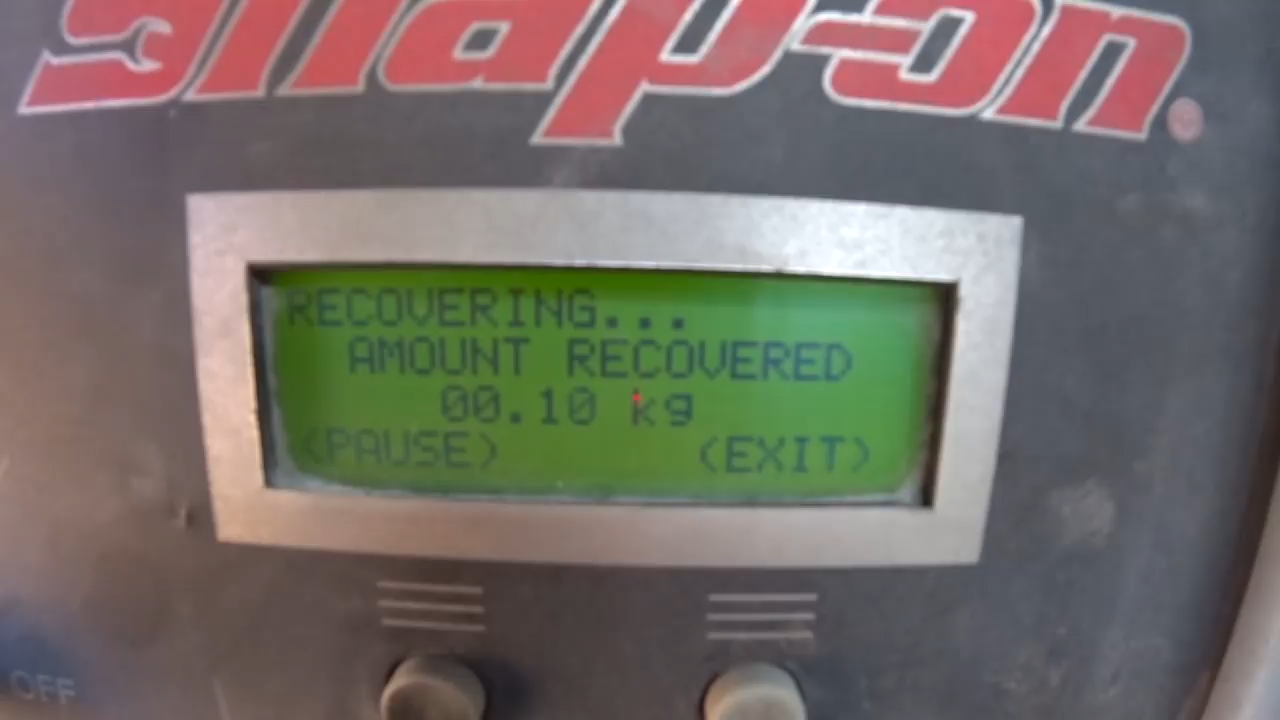 snap-on®
RECOVERING...
AMOUNT RECOVERED
00.10 kg
(PAUSE) (EXIT)
OFF